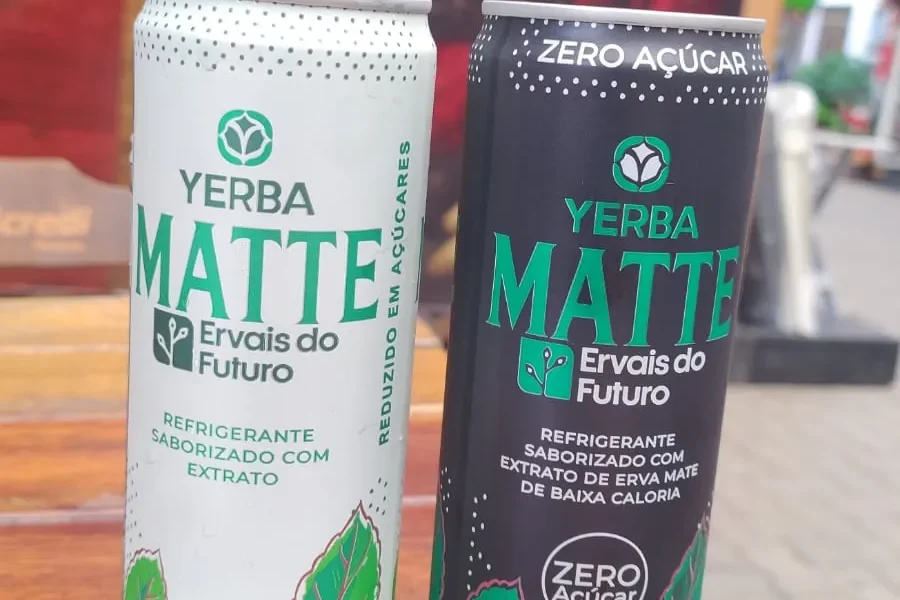 YERBA
MATTE
Ervais do
Futuro
REDUZIDO EM AÇÚCARES
REFRIGERANTE
SABORIZADO COM
EXTRATO
ZERO AÇÚCAR
YERBA
MATTE
Ervais do
Futuro
REFRIGERANTE
SABORIZADO COM
EXTRATO DE ERVA MATE
DE BAIXA CALORIA
ZERO
Açúcar